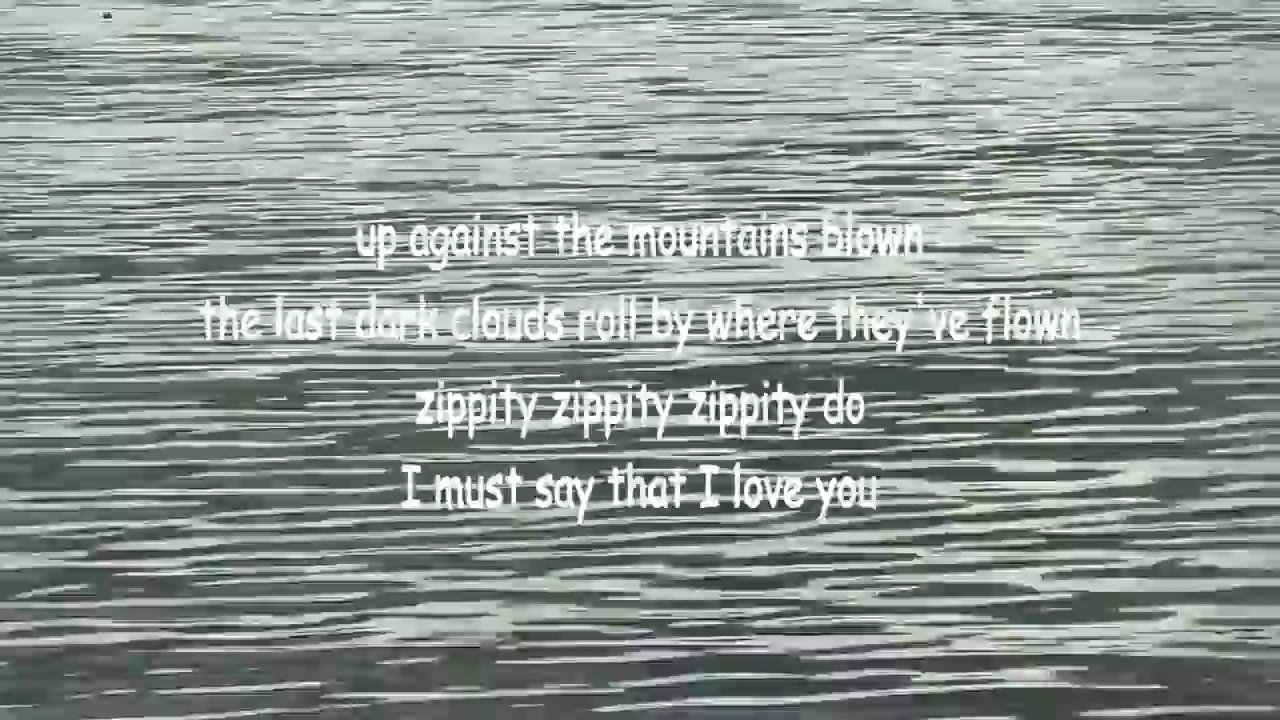 up against the mountains blown
the last dark clouds roll by where they've flown
zippity zippity zippity do
I must say that I love you